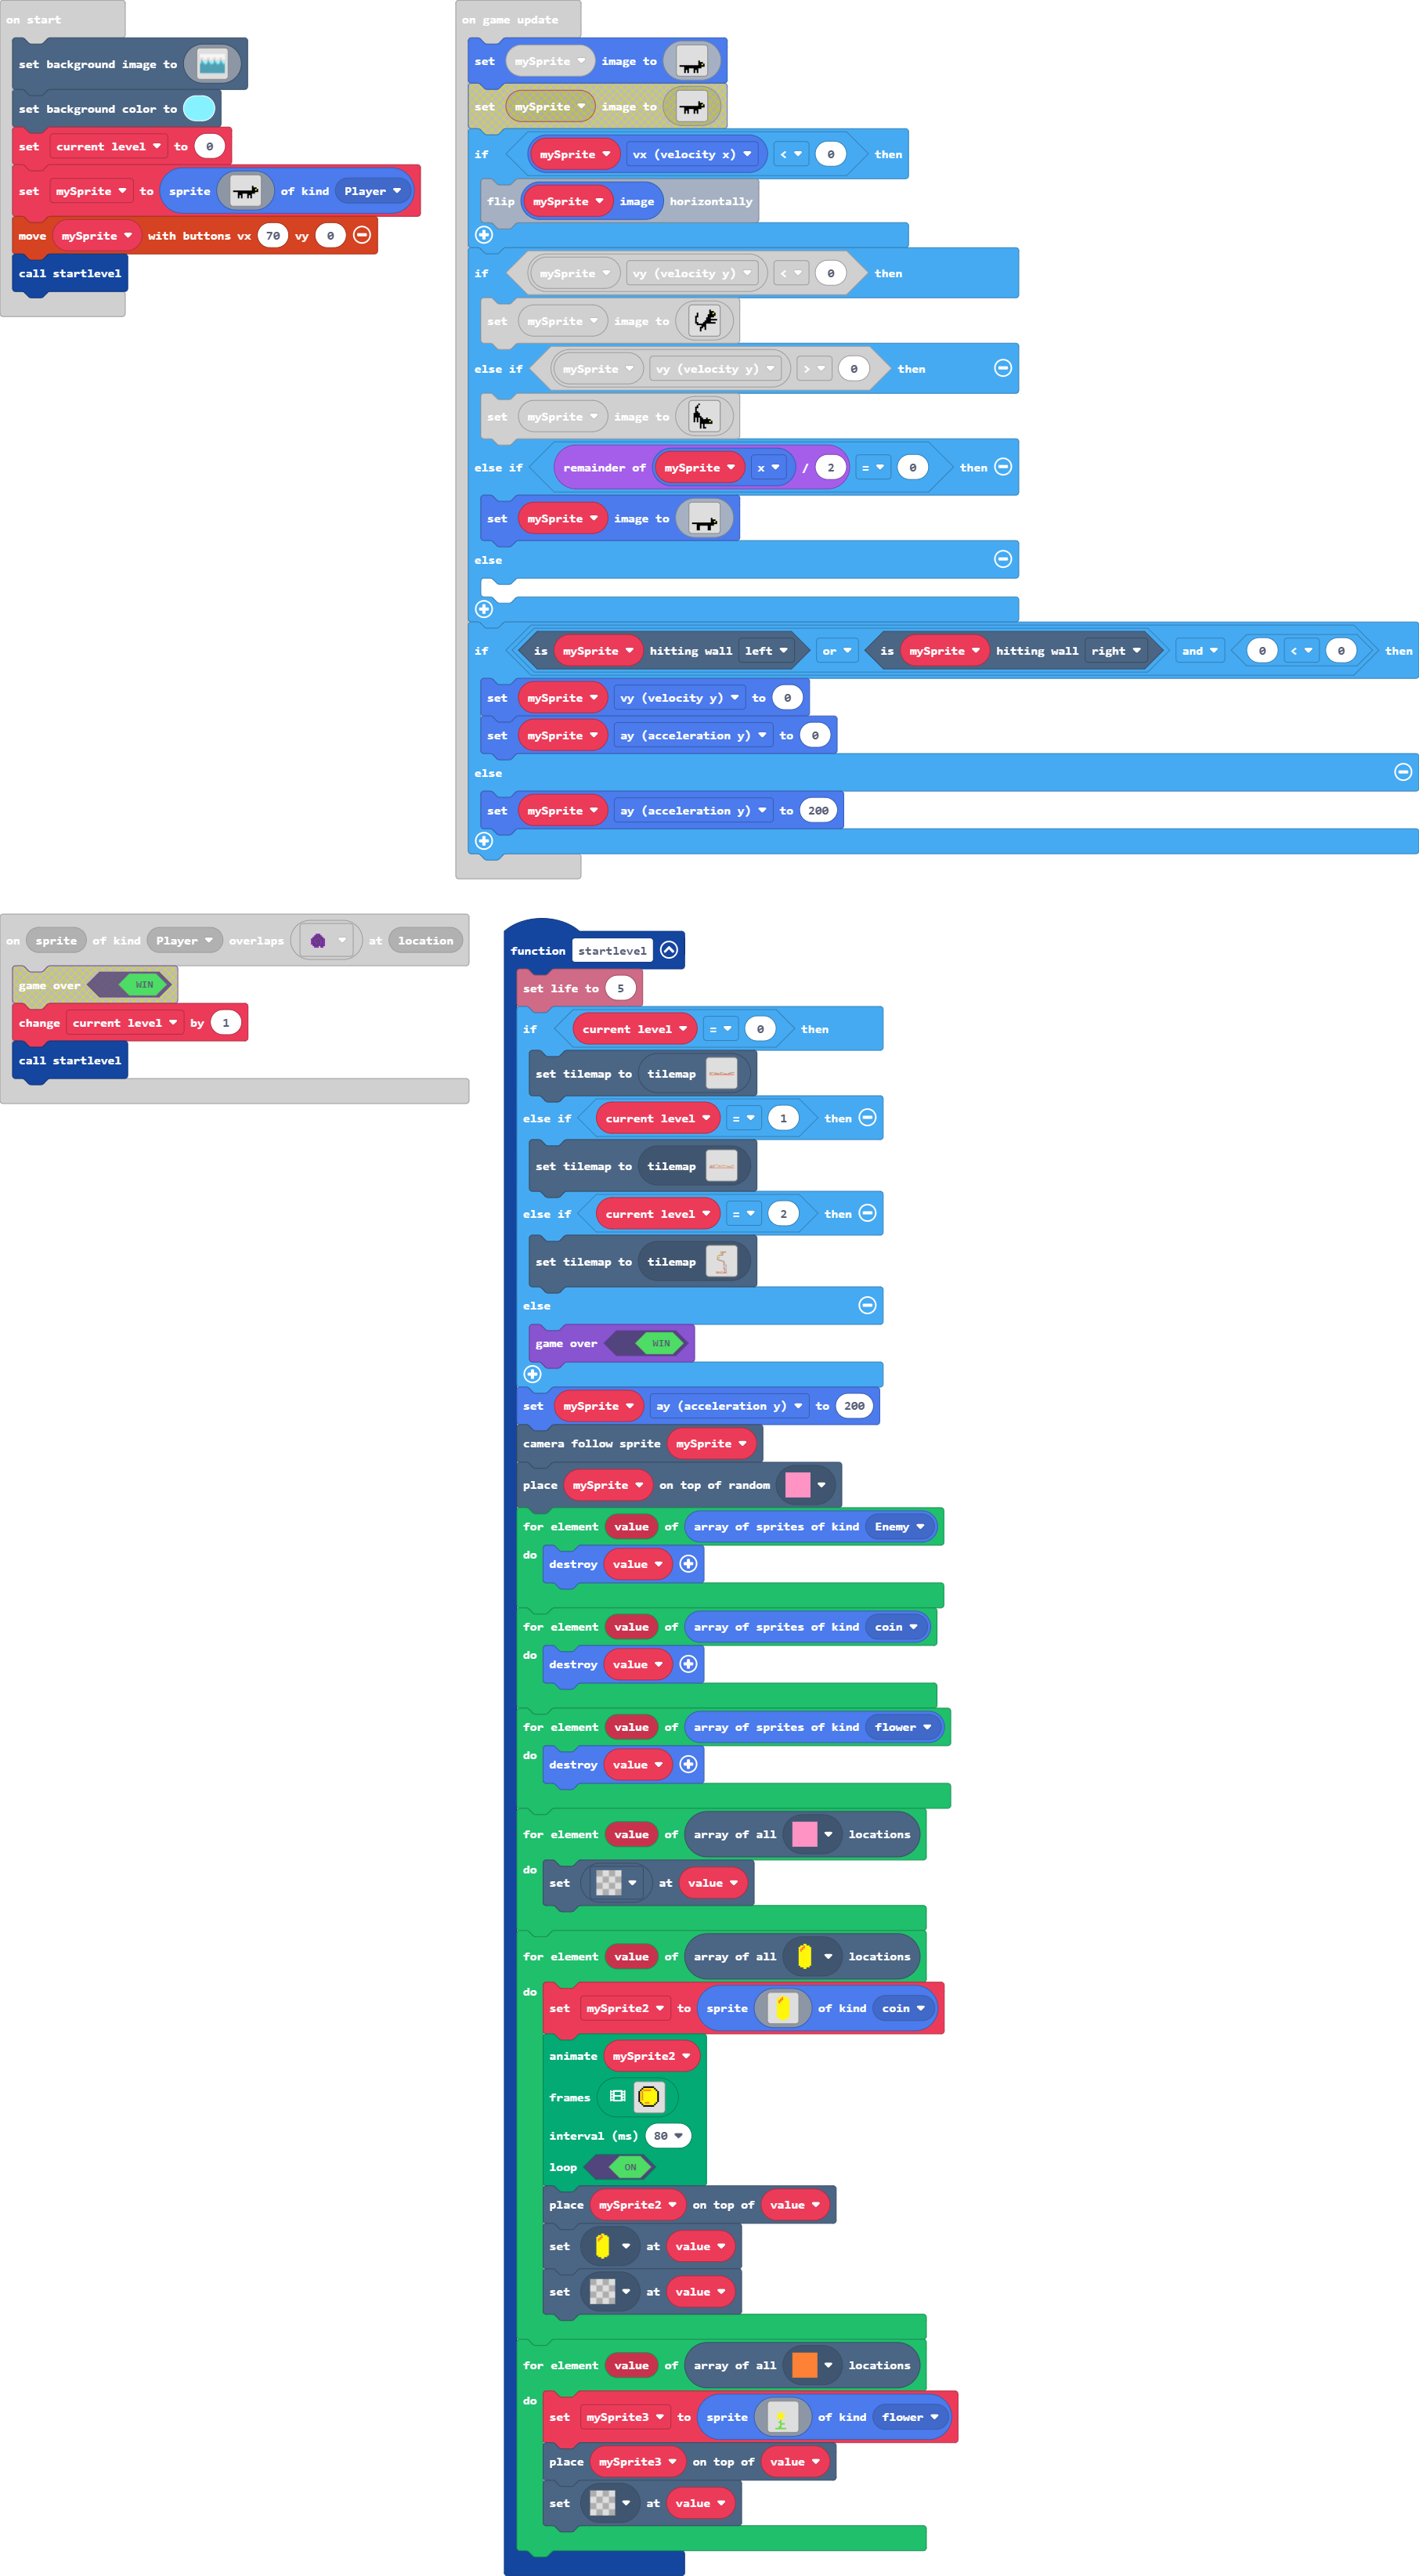 on start
set background image to
set background color to
set current level to 0
set mySprite to sprite of kind Player
move mySprite with buttons vx 70 vy 0
call startlevel
on game update
set mySprite image to
set mySprite image to
if mySprite vx (velocity x) < 0 then
flip mySprite image horizontally
if mySprite vy (velocity y) < 0 then
set mySprite image to
else if mySprite vy (velocity y) > 0 then
set mySprite image to
else if remainder of mySprite x / 2 = 0 then
set mySprite image to
else
if is mySprite hitting wall left or is mySprite hitting wall right and 0 < 0 then
set mySprite vy (velocity y) to 0
set mySprite ay (acceleration y) to 0
else
set mySprite ay (acceleration y) to 200
on sprite of kind Player overlaps at location
game over WIN
change current level by 1
call startlevel
function startlevel
set life to 5
if current level = 0 then
set tilemap to tilemap
else if current level = 1 then
set tilemap to tilemap
else if current level = 2 then
set tilemap to tilemap
else
game over WIN
set mySprite ay (acceleration y) to 200
camera follow sprite mySprite
place mySprite on top of random
for element value of array of sprites of kind Enemy
do destroy value
for element value of array of sprites of kind coin
do destroy value
for element value of array of sprites of kind flower
do destroy value
for element value of array of all locations
do set at value
for element value of array of all locations
do set mySprite2 to sprite of kind coin
animate mySprite2
frames
interval (ms) 80
loop ON
place mySprite2 on top of value
set at value
set at value
for element value of array of all locations
do set mySprite3 to sprite of kind flower
place mySprite3 on top of value
set at value